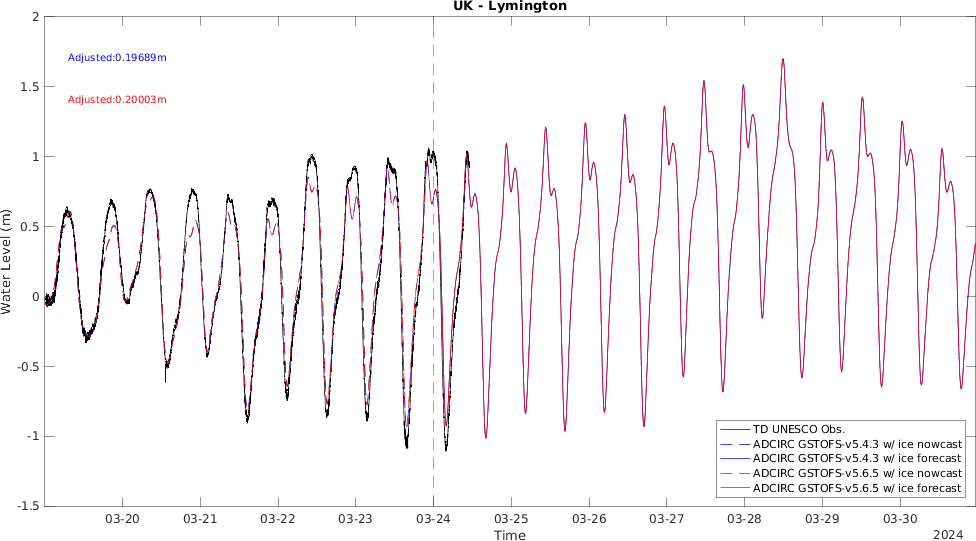 UK - Lymington
Adjusted:0.19689m
Adjusted:0.20003m
Water Level (m)
2
1.5
1
0.5
0
-0.5
-1
-1.5
03-20 03-21 03-22 03-23 03-24 03-25 03-26 03-27 03-28 03-29 03-30
Time
2024
TD UNESCO Obs.
ADCIRC GSTOFS-v5.4.3 w/ ice nowcast
ADCIRC GSTOFS-v5.4.3 w/ ice forecast
ADCIRC GSTOFS-v5.6.5 w/ ice nowcast
ADCIRC GSTOFS-v5.6.5 w/ ice forecast